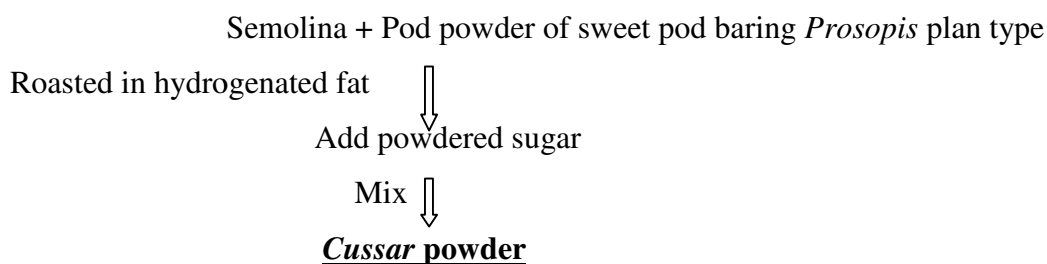 Semolina + Pod powder of sweet pod baring Prosopis plan type
Roasted in hydrogenated fat
Add powdered sugar
Mix
Cussar powder